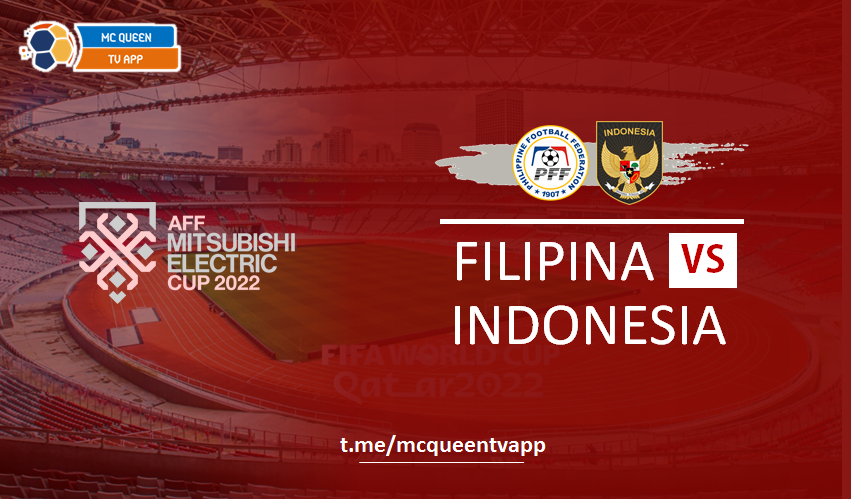 MC QUEEN
TV APP
PHILIPPINE FOOTBALL FEDERATION
PFF
1907
INDONESIA
AFF
MITSUBISHI
ELECTRIC
CUP 2022
FILIPINA VS
INDONESIA
FIFA WORLD CUP
Qatar2022
t.me/mcqueentvapp